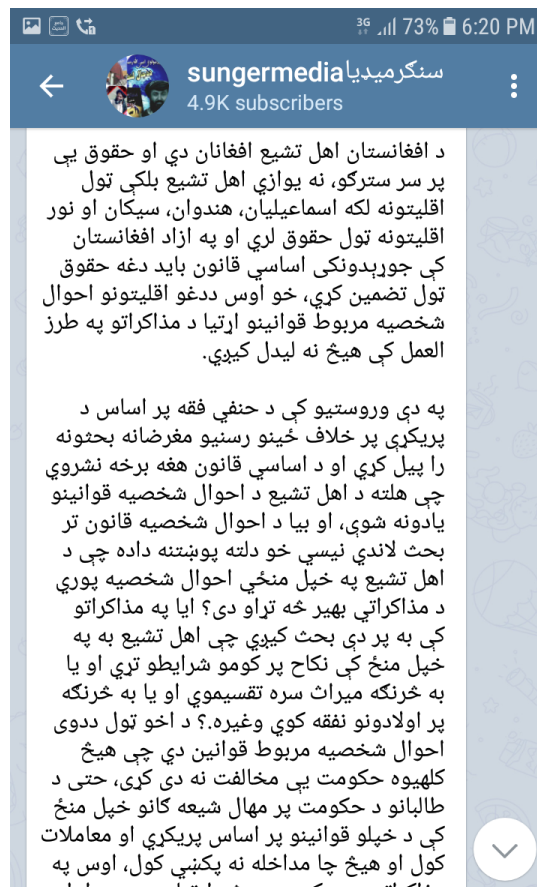 3G 73% 6:20 PM
sungermediaسنګرمیډیا
4.9K subscribers
د افغانستان اهل تشیع افغانان دي او حقوق یې
پر سر سترګو، نه یوازي اهل تشیع بلکې ټول
اقلیتونه لکه اسماعیلیان، هندوان، سیکان او نور
اقلیتونه ټول حقوق لري او په ازاد افغانستان
کې جوړېدونکی اساسي قانون باید دغه حقوق
ټول تضمین کړي، خو اوس ددغو اقلیتونو احوال
شخصیه مربوط قوانینو اړتیا د مذاکراتو په طرز
العمل کې هیڅ نه لیدل کیږي.
په دې وروستیو کې د حنفي فقه پر اساس د
پریکړې پر خلاف ځینو رسنیو مغرضانه بحثونه
را پیل کړي او د اساسي قانون هغه برخه نشروي
چې هلته د اهل تشیع د احوال شخصیه قوانینو
یادونه شوې، او بیا د احوال شخصیه قانون تر
بحث لاندي نیسي خو دلته پوښتنه داده چې د
اهل تشیع په خپل منځي احوال شخصیه پوري
د مذاکراتي بهیر څه تړاو دی؟ ایا په مذاکراتو
کې به پر دې بحث کیږي چې اهل تشیع به په
خپل منځ کې نکاح پر کومو شرایطو تړي او یا
به څرنګه میراث سره تقسیموي او یا به څرنګه
پر اولادونو نفقه کوي وغیره.؟ د اخو ټول ددوی
احوال شخصیه مربوط قوانین دي چې هیڅ
کلهیوه حکومت یې مخالفت نه دی کړی، حتی د
طالبانو د حکومت پر مهال شیعه ګانو خپل منځ
کې د خپلو قوانینو پر اساس پریکړې او معاملات
کول او هیڅ چا مداخله نه پکښې کول، اوس په